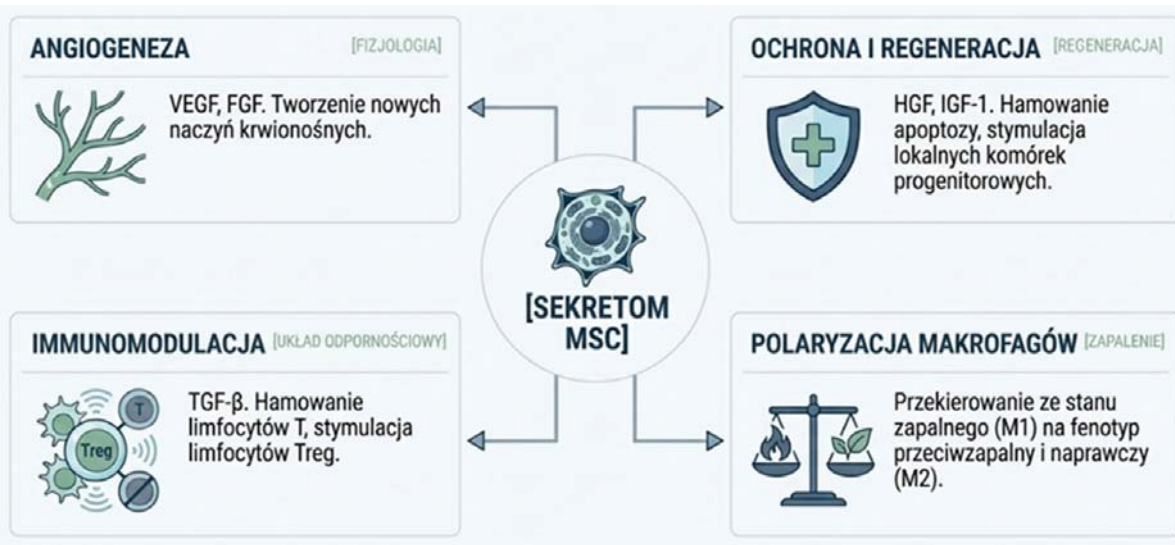 ANGIOGENEZA [FIZJOLOGIA]
VEGF, FGF. Tworzenie nowych
naczyń krwionośnych.
OCHRONA I REGENERACJA [REGENERACJA]
HGF, IGF-1. Hamowanie
apoptozy, stymulacja
lokalnych komórek
progenitorowych.
[SEKRETOM
MSC]
IMMUNOMODULACJA [UKŁAD ODPORNOŚCIOWY]
TGF-β. Hamowanie
limfocytów T, stymulacja
limfocytów Treg.
T
Treg
POLARYZACJA MAKROFAGÓW [ZAPALENIE]
Przekierowanie ze stanu
zapalnego (M1) na fenotyp
przeciwzapalny i naprawczy
(M2).